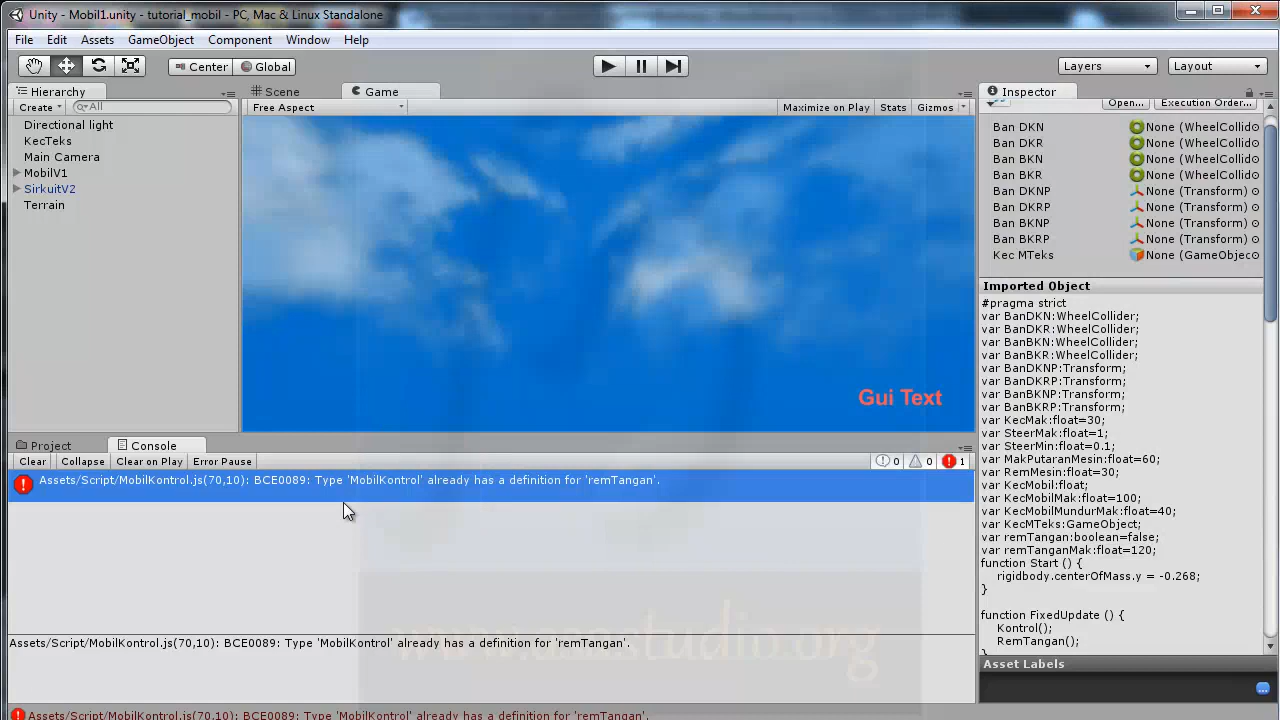 Unity - Mobil1.unity - tutorial_mobil - PC, Mac & Linux Standalone
File Edit Assets GameObject Component Window Help
Center Global Layers Layout
Hierarchy
Create All
Directional light
KecTeks
Main Camera
MobilV1
SirkuitV2
Terrain
Scene Game
Free Aspect Maximize on Play Stats Gizmos
Gui Text
Project Console
Clear Collapse Clear on Play Error Pause 0 0 1
Assets/Script/MobilKontrol.js(70,10): BCE0089: Type 'MobilKontrol' already has a definition for 'remTangan'.
Assets/Script/MobilKontrol.js(70,10): BCE0089: Type 'MobilKontrol' already has a definition for 'remTangan'.
Assets/Script/MobilKontrol.js(70,10): BCE0089: Type 'MobilKontrol' already has a definition for 'remTangan'.
Inspector
Open... Execution Order...
Ban DKN None (WheelCollid
Ban DKR None (WheelCollid
Ban BKN None (WheelCollid
Ban BKR None (WheelCollid
Ban DKNP None (Transform)
Ban DKRP None (Transform)
Ban BKNP None (Transform)
Ban BKRP None (Transform)
Kec MTeks None (GameObjec
Imported Object
#pragma strict
var BanDKN:WheelCollider;
var BanDKR:WheelCollider;
var BanBKN:WheelCollider;
var BanBKR:WheelCollider;
var BanDKNP:Transform;
var BanDKRP:Transform;
var BanBKNP:Transform;
var BanBKRP:Transform;
var KecMak:float=30;
var SteerMak:float=1;
var SteerMin:float=0.1;
var MakPutaranMesin:float=60;
var RemMesin:float=30;
var KecMobil:float;
var KecMobilMak:float=100;
var KecMobilMundurMak:float=40;
var KecMTeks:GameObject;
var remTangan:boolean=false;
var remTanganMak:float=120;
function Start () {
rigidbody.centerOfMass.y = -0.268;
}
function FixedUpdate () {
Kontrol();
RemTangan();
Asset Labels